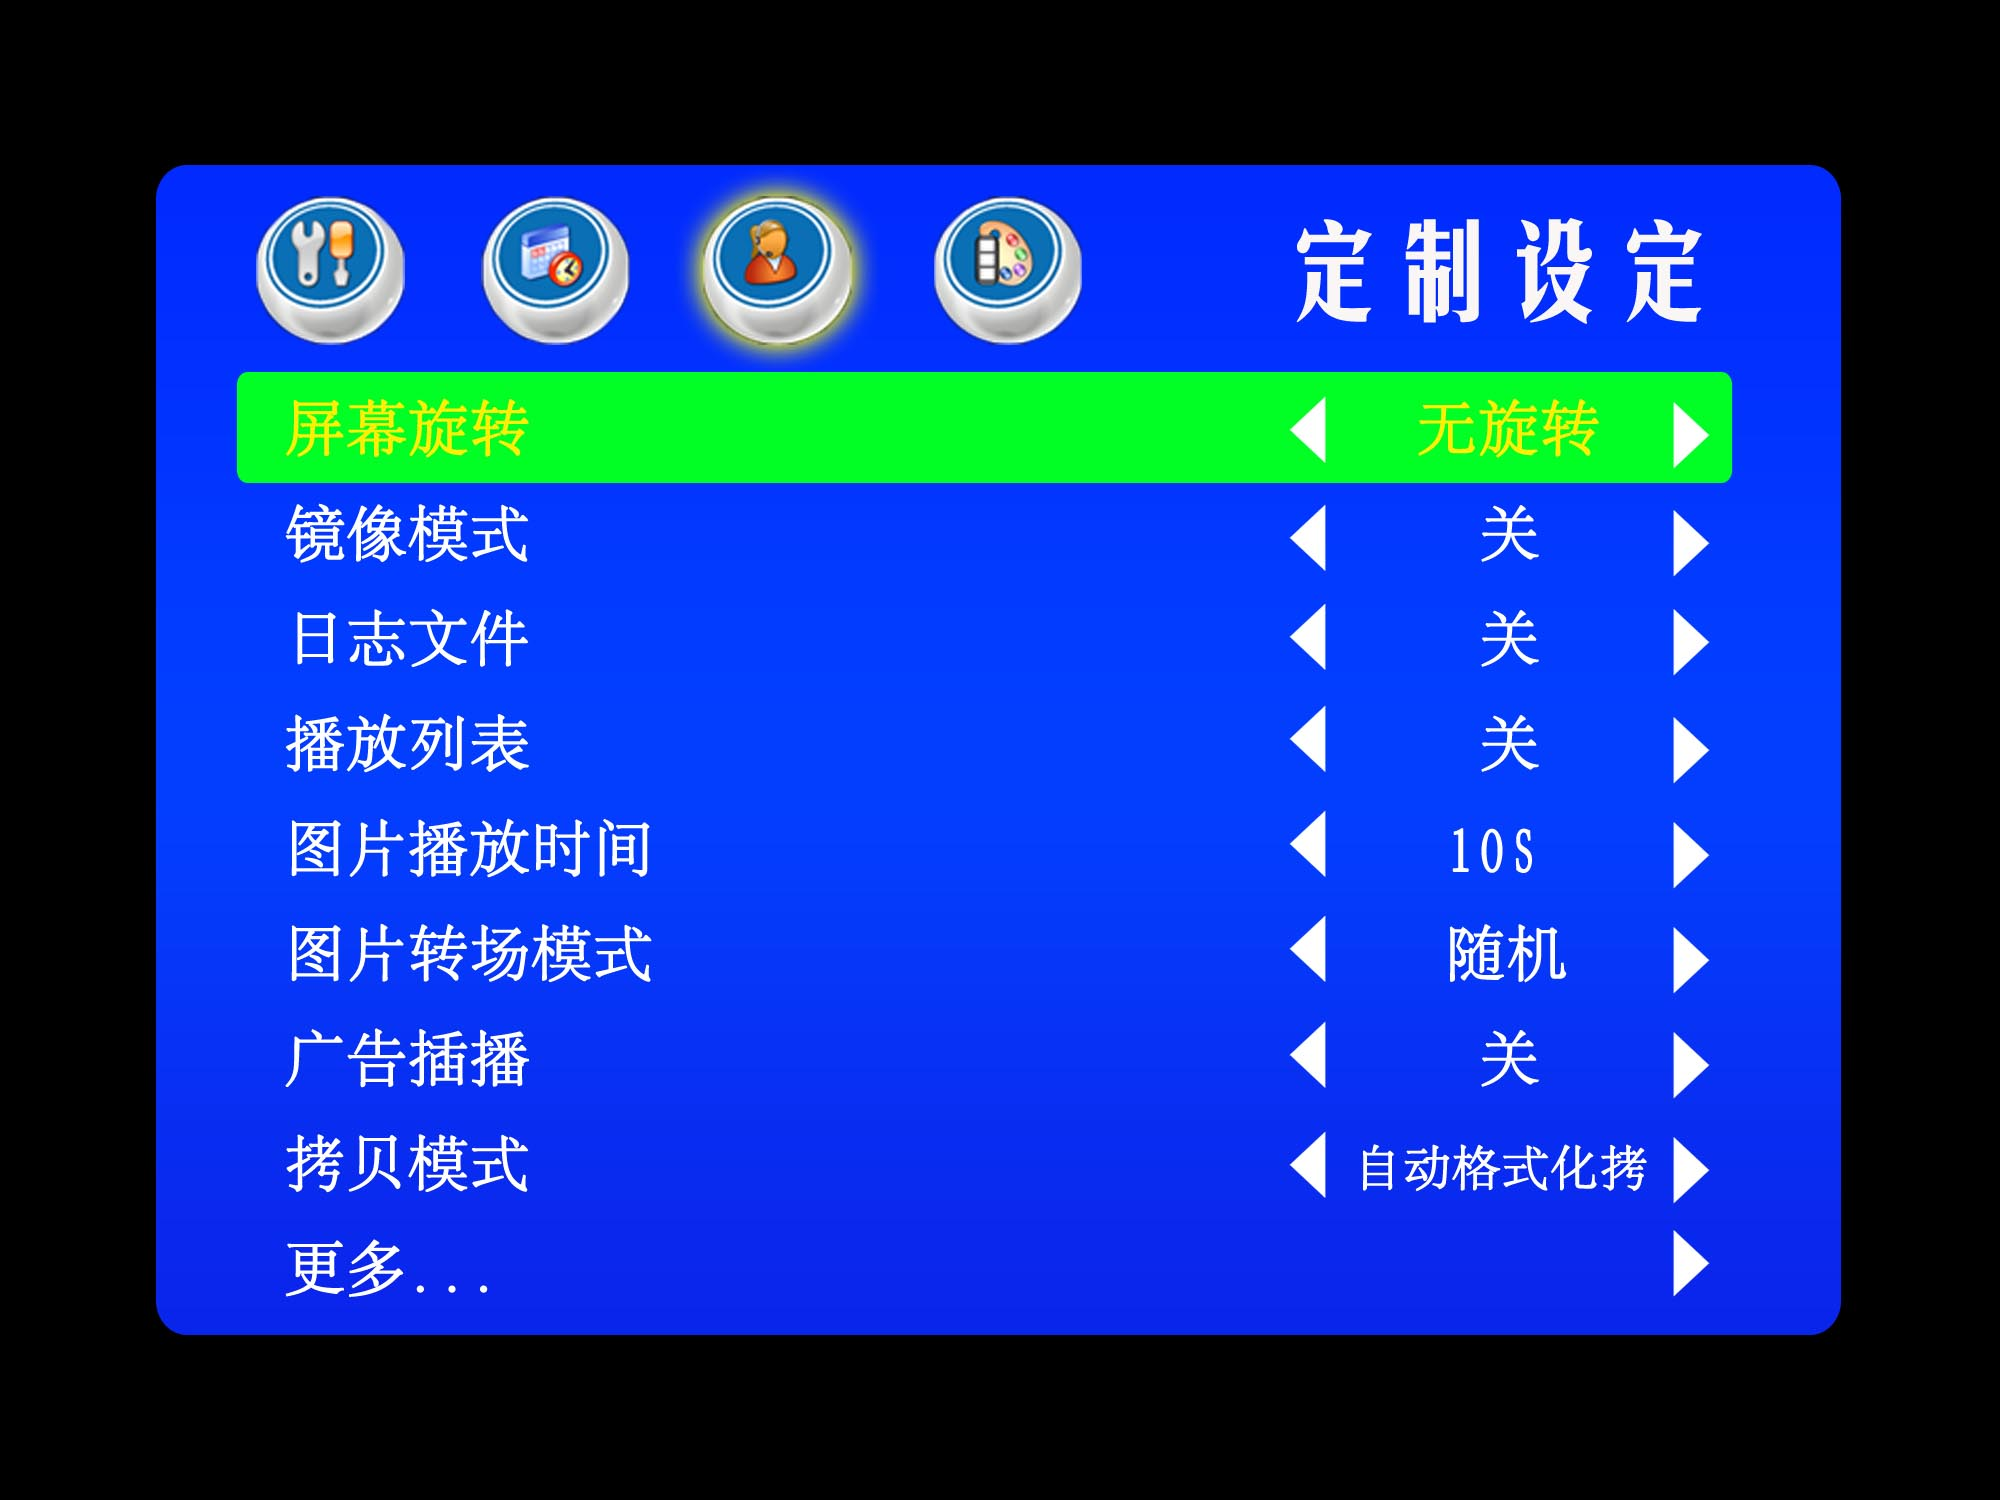 定制设定
屏幕旋转 无旋转
镜像模式 关
日志文件 关
播放列表 关
图片播放时间 10S
图片转场模式 随机
广告插播 关
拷贝模式 自动格式化拷
更多...